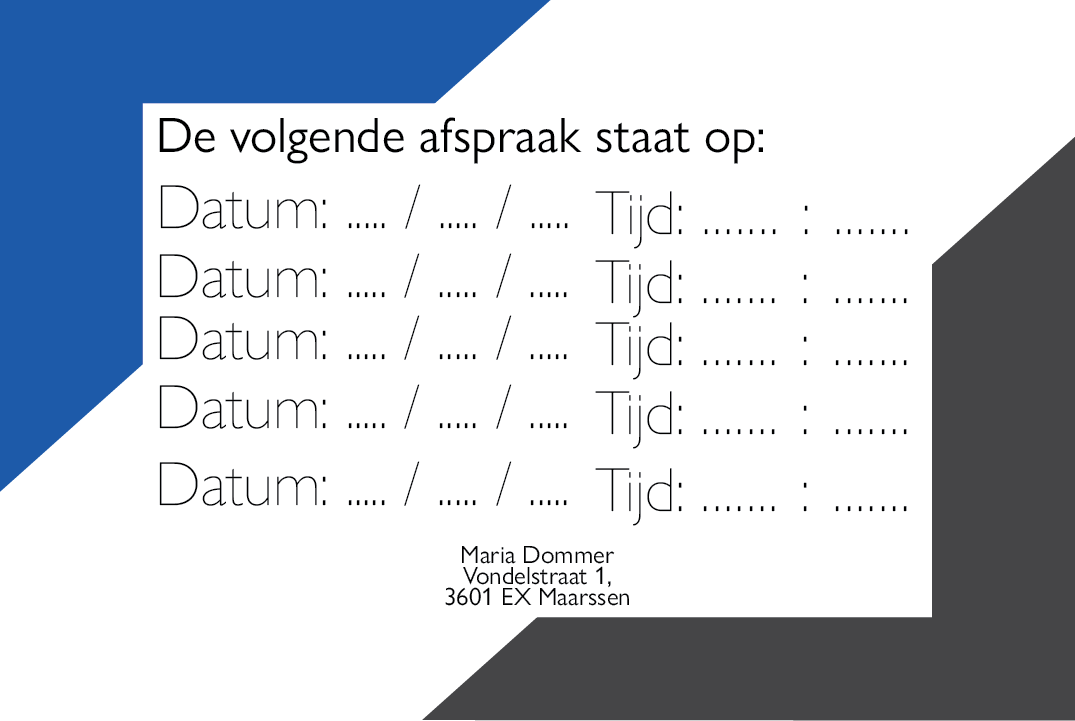 De volgende afspraak staat op:
Datum: ..... / ..... / ..... Tijd: ....... : .......
Datum: ..... / ..... / ..... Tijd: ....... : .......
Datum: ..... / ..... / ..... Tijd: ....... : .......
Datum: ..... / ..... / ..... Tijd: ....... : .......
Datum: ..... / ..... / ..... Tijd: ....... : .......
Maria Dommer
Vondelstraat 1,
3601 EX Maarssen